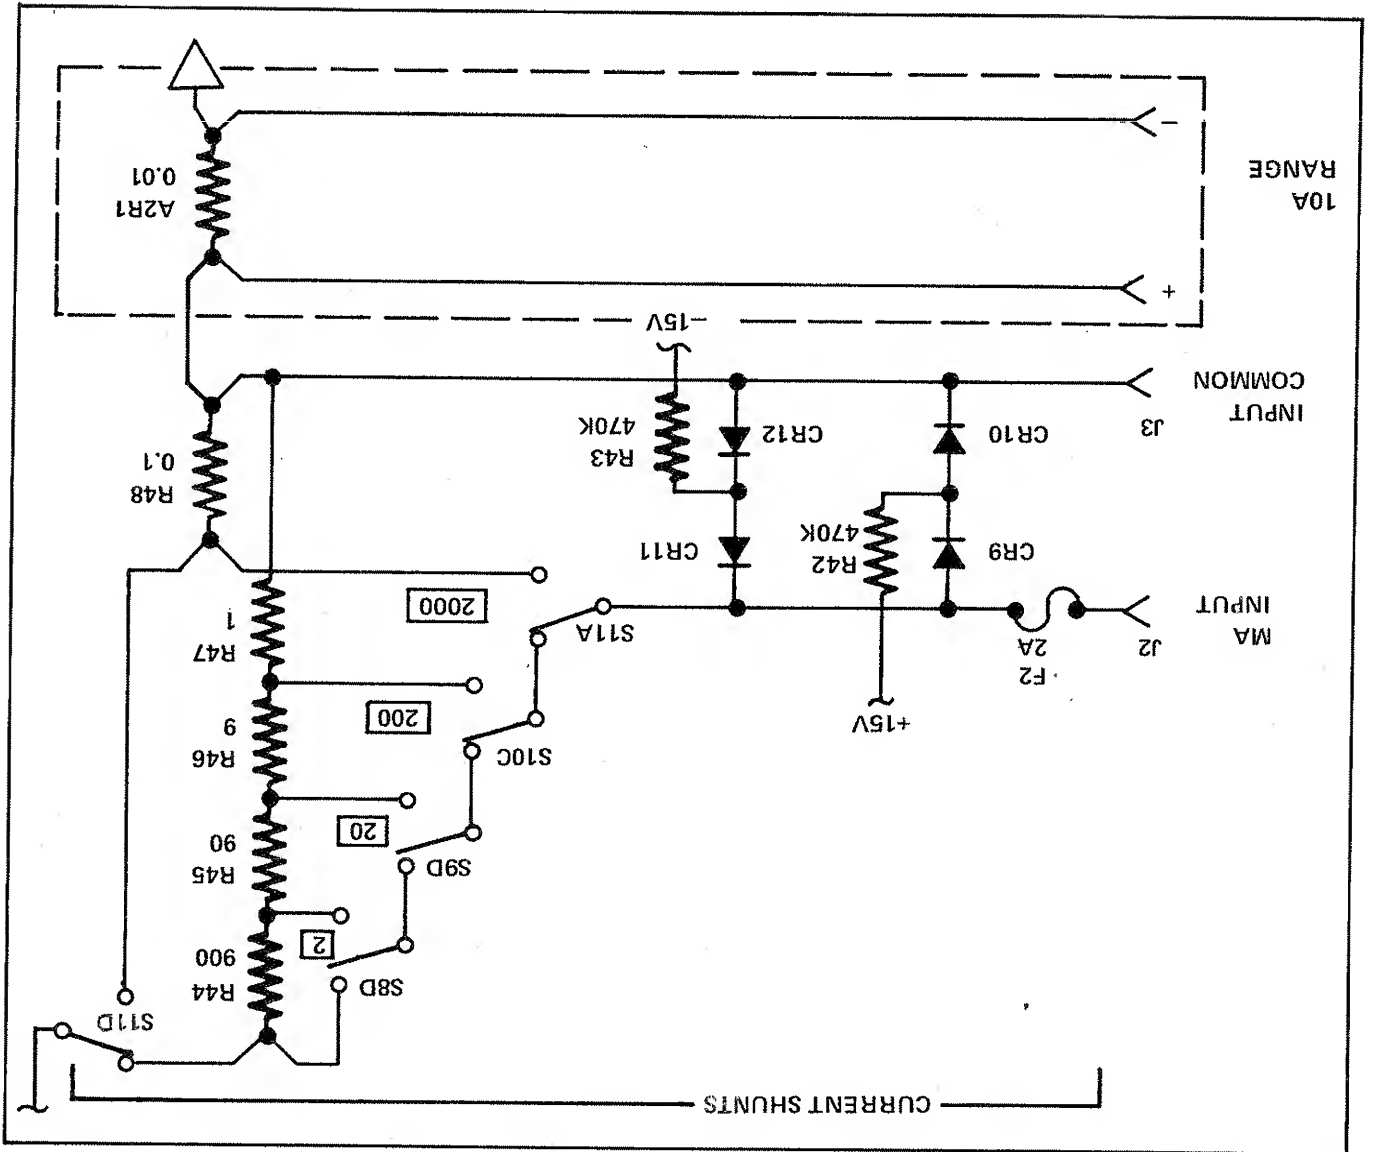 CURRENT SHUNTS
S11D
R44
900
S8D
2
R45
90
S9D
20
R46
9
S10C
200
+15V
F2
2A
J2
MA
INPUT
R47
1
S11A
2000
CR11
R42
470K
CR9
R48
0.1
R43
470K
CR12
CR10
J3
INPUT
COMMON
-15V
+
A2R1
0.01
10A
RANGE
-